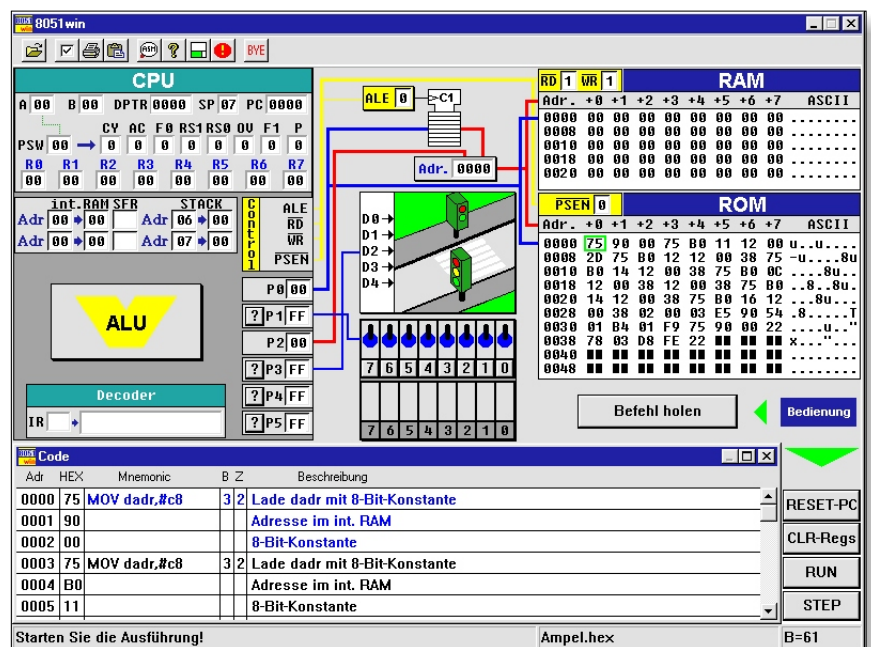 8051win
ASM ? ! BYE
CPU
A 00 B 00 DPTR 0000 SP 07 PC 0000
CY AC F0 RS1 RS0 OV F1 P
PSW 00 0 0 0 0 0 0 0 0
R0 R1 R2 R3 R4 R5 R6 R7
00 00 00 00 00 00 00 00
int.RAM SFR STACK
Adr 00 00 Adr 06 00
Adr 00 00 Adr 07 00
Control
ALE
RD
WR
PSEN
P0 00
? P1 FF
P2 00
? P3 FF
? P4 FF
? P5 FF
ALU
Decoder
IR
ALE 0 >C1
Adr. 0000
D0
D1
D2
D3
D4
7 6 5 4 3 2 1 0
7 6 5 4 3 2 1 0
RD 1 WR 1 RAM
Adr. +0 +1 +2 +3 +4 +5 +6 +7 ASCII
0000 00 00 00 00 00 00 00 00 ........
0008 00 00 00 00 00 00 00 00 ........
0010 00 00 00 00 00 00 00 00 ........
0018 00 00 00 00 00 00 00 00 ........
0020 00 00 00 00 00 00 00 00 ........
PSEN 0 ROM
Adr. +0 +1 +2 +3 +4 +5 +6 +7 ASCII
0000 75 90 00 75 B0 11 12 00 u..u....
0008 2D 75 B0 12 12 00 38 75 -u....8u
0010 B0 14 12 00 38 75 B0 0C ....8u..
0018 12 00 38 12 00 38 75 B0 ..8..8u.
0020 14 12 00 38 75 B0 16 12 ...8u...
0028 00 38 02 00 03 E5 90 54 .8.....T
0030 01 B4 01 F9 75 90 00 22 ....u.."
0038 78 03 D8 FE 22 x..."...
0040 ........
0048 ........
Befehl holen
Bedienung
Code
Adr HEX Mnemonic B Z Beschreibung
0000 75 MOV dadr,#c8 3 2 Lade dadr mit 8-Bit-Konstante
0001 90 Adresse im int. RAM
0002 00 8-Bit-Konstante
0003 75 MOV dadr,#c8 3 2 Lade dadr mit 8-Bit-Konstante
0004 B0 Adresse im int. RAM
0005 11 8-Bit-Konstante
RESET-PC
CLR-Regs
RUN
STEP
Starten Sie die Ausführung! Ampel.hex B=61